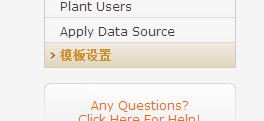 Plant Users
Apply Data Source
模板设置
Any Questions?
Click Here For Help!